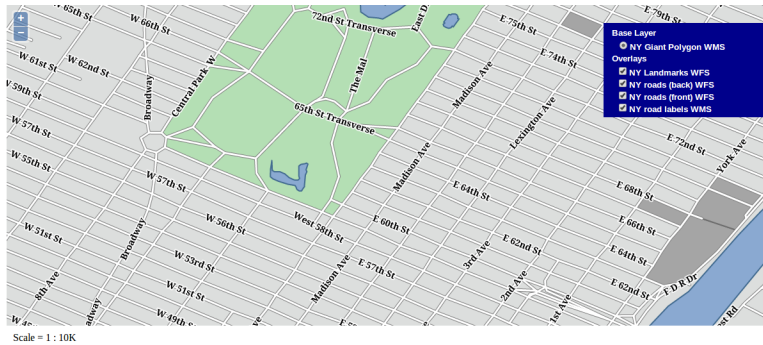 W 65th St
W 66th St
72nd St Transverse
East D
E 75th St
E 79th St
+
−
Base Layer
NY Giant Polygon WMS
Overlays
NY Landmarks WFS
NY roads (back) WFS
NY roads (front) WFS
NY road labels WMS
W 61st St
W 62nd St
Central Park W
The Mal
Madison Ave
E 74th St
W 59th St
Broadway
65th St Transverse
Lexington Ave
W 57th St
E 72nd St
York Ave
W 55th St
W 57th St
Madison Ave
E 64th St
E 68th St
W 56th St
West 58th St
E 60th St
E 66th St
W 51st St
Broadway
W 53rd St
E 57th St
3rd Ave
E 62nd St
E 64th St
8th Ave
W 51st St
Madison Ave
2nd Ave
E 62nd St
F D R Dr
adway
W 49th St
ve
1st Ave
est Rd
Scale = 1 : 10K